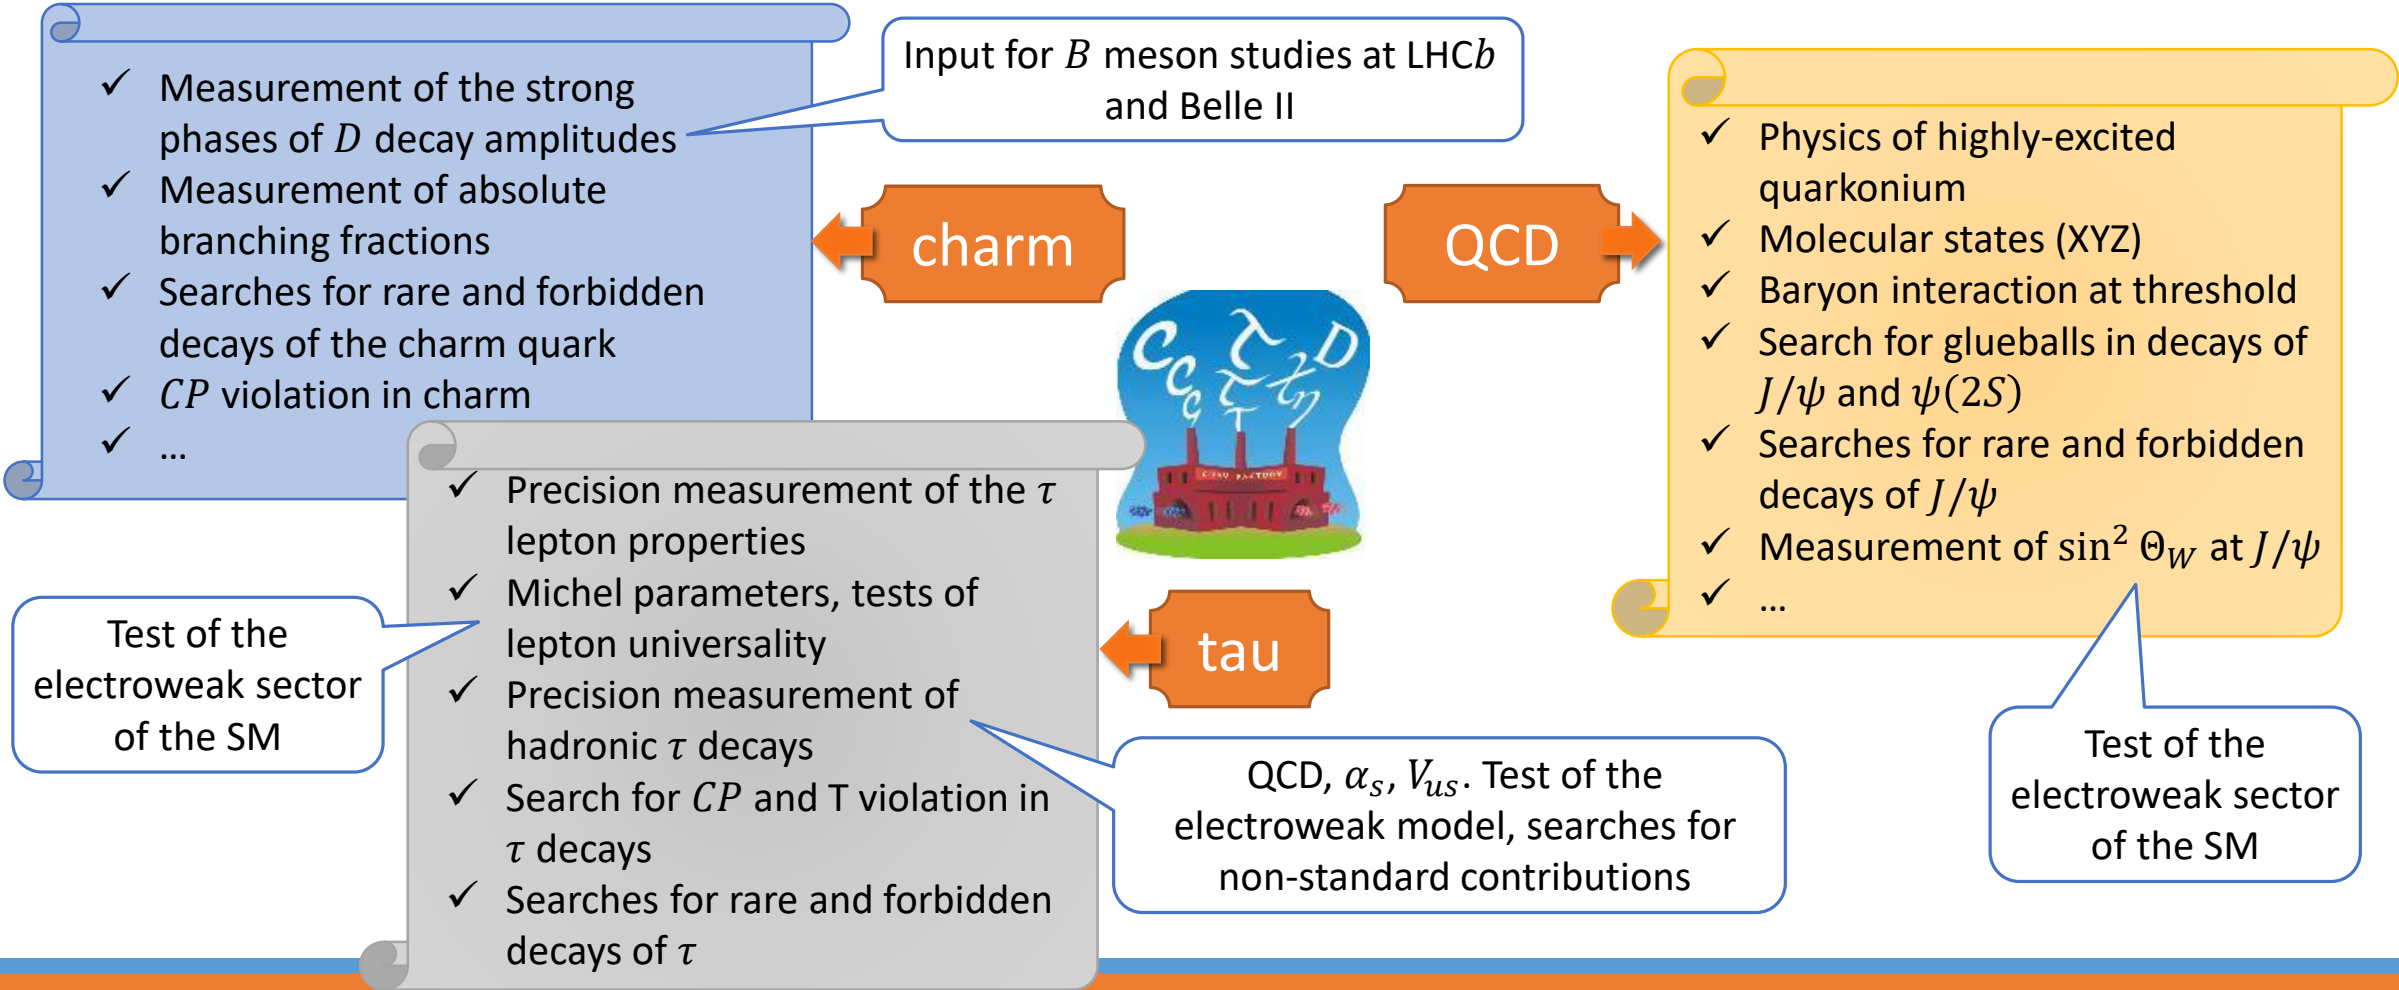 ✓ Measurement of the strong
phases of D decay amplitudes
✓ Measurement of absolute
branching fractions
✓ Searches for rare and forbidden
decays of the charm quark
✓ CP violation in charm
✓ ...
Input for B meson studies at LHCb
and Belle II
charm
QCD
✓ Physics of highly-excited
quarkonium
✓ Molecular states (XYZ)
✓ Baryon interaction at threshold
✓ Search for glueballs in decays of
J/ψ and ψ(2S)
✓ Searches for rare and forbidden
decays of J/ψ
✓ Measurement of sin² Θ_W at J/ψ
✓ ...
Test of the
electroweak sector
of the SM
✓ Precision measurement of the τ
lepton properties
✓ Michel parameters, tests of
lepton universality
✓ Precision measurement of
hadronic τ decays
✓ Search for CP and T violation in
τ decays
✓ Searches for rare and forbidden
decays of τ
Test of the
electroweak sector
of the SM
tau
QCD, α_s, V_us. Test of the
electroweak model, searches for
non-standard contributions
C-TAU FACTORY